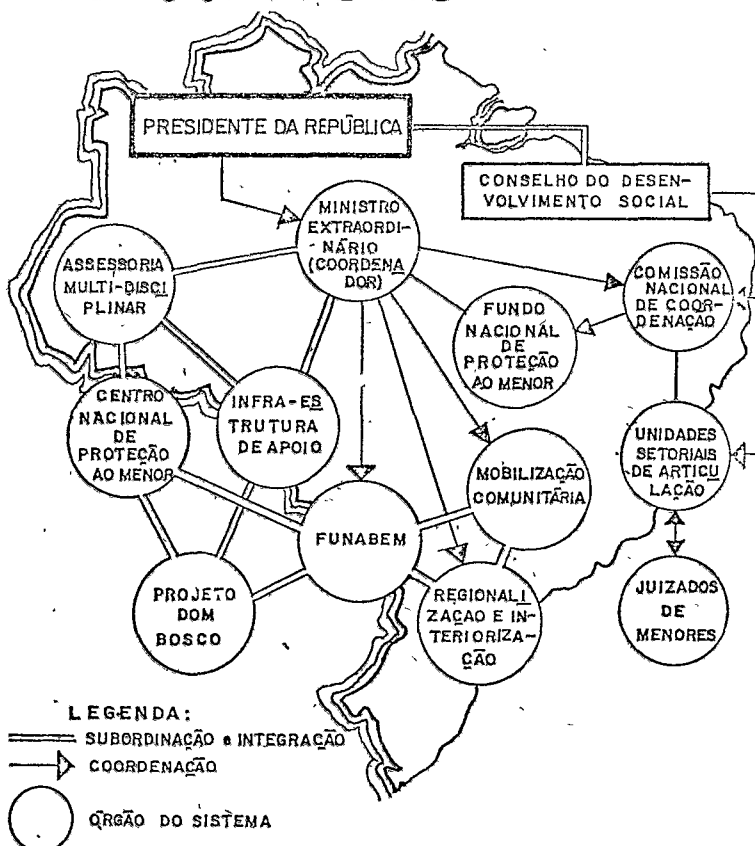 PRESIDENTE DA REPÚBLICA
CONSELHO DO DESEN-
VOLVIMENTO SOCIAL
MINISTRO
EXTRAORDI-
NÁRIO
(COORDENA
DOR)
ASSESSORIA
MULTI-DISCI
PLINAR
COMISSÃO
NACIONAL
DE COOR-
DENAÇÃO
FUNDO
NACIONAL
DE
PROTEÇÃO
AO MENOR
CENTRO
NACIONAL
DE
PROTEÇÃO
AO MENOR
INFRA-ES
TRUTURA
DE APOIO
UNIDADES
SETORIAIS
DE ARTICU
LAÇÃO
MOBILIZAÇÃO
COMUNITÁRIA
FUNABEM
PROJETO
DOM
BOSCO
REGIONALI
ZAÇÃO E IN-
TERIORIZA-
ÇÃO
JUIZADOS
DE
MENORES
LEGENDA:
SUBORDINAÇÃO e INTEGRAÇÃO
COORDENAÇÃO
ÓRGÃO DO SISTEMA